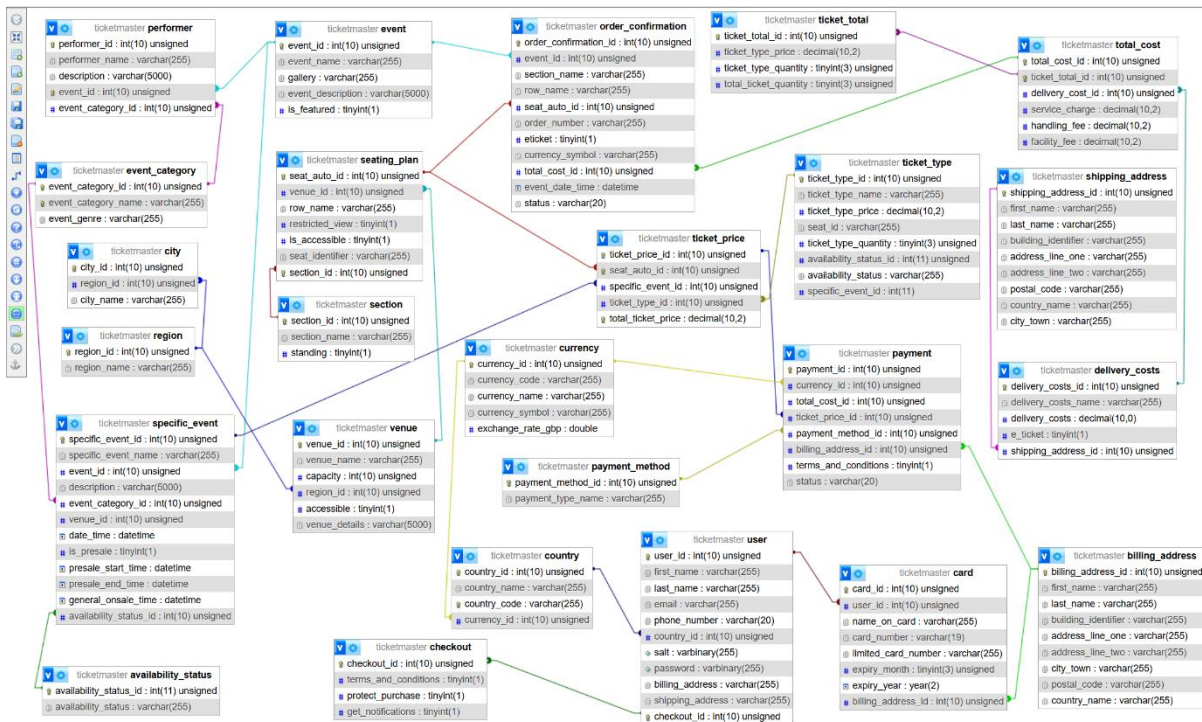 ticketmaster performer
performer_id : int(10) unsigned
performer_name : varchar(255)
description : varchar(5000)
event_id : int(10) unsigned
event_category_id : int(10) unsigned
ticketmaster event
event_id : int(10) unsigned
event_name : varchar(255)
gallery : varchar(255)
event_description : varchar(5000)
is_featured : tinyint(1)
ticketmaster order_confirmation
order_confirmation_id : int(10) unsigned
event_id : int(10) unsigned
section_name : varchar(255)
row_name : varchar(255)
seat_auto_id : int(10) unsigned
order_number : varchar(255)
eticket : tinyint(1)
currency_symbol : varchar(255)
total_cost_id : int(10) unsigned
event_date_time : datetime
status : varchar(20)
ticketmaster ticket_total
ticket_total_id : int(10) unsigned
ticket_type_price : decimal(10,2)
ticket_type_quantity : tinyint(3) unsigned
total_ticket_quantity : tinyint(3) unsigned
ticketmaster total_cost
total_cost_id : int(10) unsigned
ticket_total_id : int(10) unsigned
delivery_cost_id : int(10) unsigned
service_charge : decimal(10,2)
handling_fee : decimal(10,2)
facility_fee : decimal(10,2)
ticketmaster event_category
event_category_id : int(10) unsigned
event_category_name : varchar(255)
event_genre : varchar(255)
ticketmaster seating_plan
seat_auto_id : int(10) unsigned
venue_id : int(10) unsigned
row_name : varchar(255)
restricted_view : tinyint(1)
is_accessible : tinyint(1)
seat_identifier : varchar(255)
section_id : int(10) unsigned
ticketmaster ticket_type
ticket_type_id : int(10) unsigned
ticket_type_name : varchar(255)
ticket_type_price : decimal(10,2)
seat_id : varchar(255)
ticket_type_quantity : tinyint(3) unsigned
availability_status_id : int(11) unsigned
availability_status : varchar(255)
specific_event_id : int(11)
ticketmaster shipping_address
shipping_address_id : int(10) unsigned
first_name : varchar(255)
last_name : varchar(255)
building_identifier : varchar(255)
address_line_one : varchar(255)
address_line_two : varchar(255)
postal_code : varchar(255)
country_name : varchar(255)
city_town : varchar(255)
ticketmaster city
city_id : int(10) unsigned
region_id : int(10) unsigned
city_name : varchar(255)
ticketmaster ticket_price
ticket_price_id : int(10) unsigned
seat_auto_id : int(10) unsigned
specific_event_id : int(10) unsigned
ticket_type_id : int(10) unsigned
total_ticket_price : decimal(10,2)
ticketmaster section
section_id : int(10) unsigned
section_name : varchar(255)
standing : tinyint(1)
ticketmaster region
region_id : int(10) unsigned
region_name : varchar(255)
ticketmaster currency
currency_id : int(10) unsigned
currency_code : varchar(255)
currency_name : varchar(255)
currency_symbol : varchar(255)
exchange_rate_gbp : double
ticketmaster payment
payment_id : int(10) unsigned
currency_id : int(10) unsigned
total_cost_id : int(10) unsigned
ticket_price_id : int(10) unsigned
payment_method_id : int(10) unsigned
billing_address_id : int(10) unsigned
terms_and_conditions : tinyint(1)
status : varchar(20)
ticketmaster delivery_costs
delivery_costs_id : int(10) unsigned
delivery_costs_name : varchar(255)
delivery_costs : decimal(10,0)
e_ticket : tinyint(1)
shipping_address_id : int(10) unsigned
ticketmaster specific_event
specific_event_id : int(10) unsigned
specific_event_name : varchar(255)
event_id : int(10) unsigned
description : varchar(5000)
event_category_id : int(10) unsigned
venue_id : int(10) unsigned
date_time : datetime
is_presale : tinyint(1)
presale_start_time : datetime
presale_end_time : datetime
general_onsale_time : datetime
availability_status_id : int(10) unsigned
ticketmaster venue
venue_id : int(10) unsigned
venue_name : varchar(255)
capacity : int(10) unsigned
region_id : int(10) unsigned
accessible : tinyint(1)
venue_details : varchar(5000)
ticketmaster payment_method
payment_method_id : int(10) unsigned
payment_type_name : varchar(255)
ticketmaster country
country_id : int(10) unsigned
country_name : varchar(255)
country_code : varchar(255)
currency_id : int(10) unsigned
ticketmaster user
user_id : int(10) unsigned
first_name : varchar(255)
last_name : varchar(255)
email : varchar(255)
phone_number : varchar(20)
country_id : int(10) unsigned
salt : varbinary(255)
password : varbinary(255)
billing_address : varchar(255)
shipping_address : varchar(255)
checkout_id : int(10) unsigned
ticketmaster card
card_id : int(10) unsigned
user_id : int(10) unsigned
name_on_card : varchar(255)
card_number : varchar(19)
limited_card_number : varchar(255)
expiry_month : tinyint(3) unsigned
expiry_year : year(2)
billing_address_id : int(10) unsigned
ticketmaster billing_address
billing_address_id : int(10) unsigned
first_name : varchar(255)
last_name : varchar(255)
building_identifier : varchar(255)
address_line_one : varchar(255)
address_line_two : varchar(255)
city_town : varchar(255)
postal_code : varchar(255)
country_name : varchar(255)
ticketmaster checkout
checkout_id : int(10) unsigned
terms_and_conditions : tinyint(1)
protect_purchase : tinyint(1)
get_notifications : tinyint(1)
ticketmaster availability_status
availability_status_id : int(11) unsigned
availability_status : varchar(255)